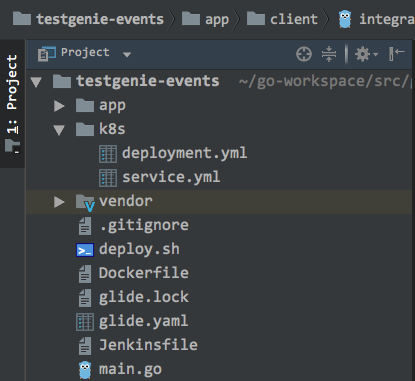 testgenie-events app client integra
1: Project
Project
testgenie-events ~/go-workspace/src/
app
k8s
deployment.yml
service.yml
vendor
.gitignore
deploy.sh
Dockerfile
glide.lock
glide.yaml
Jenkinsfile
main.go